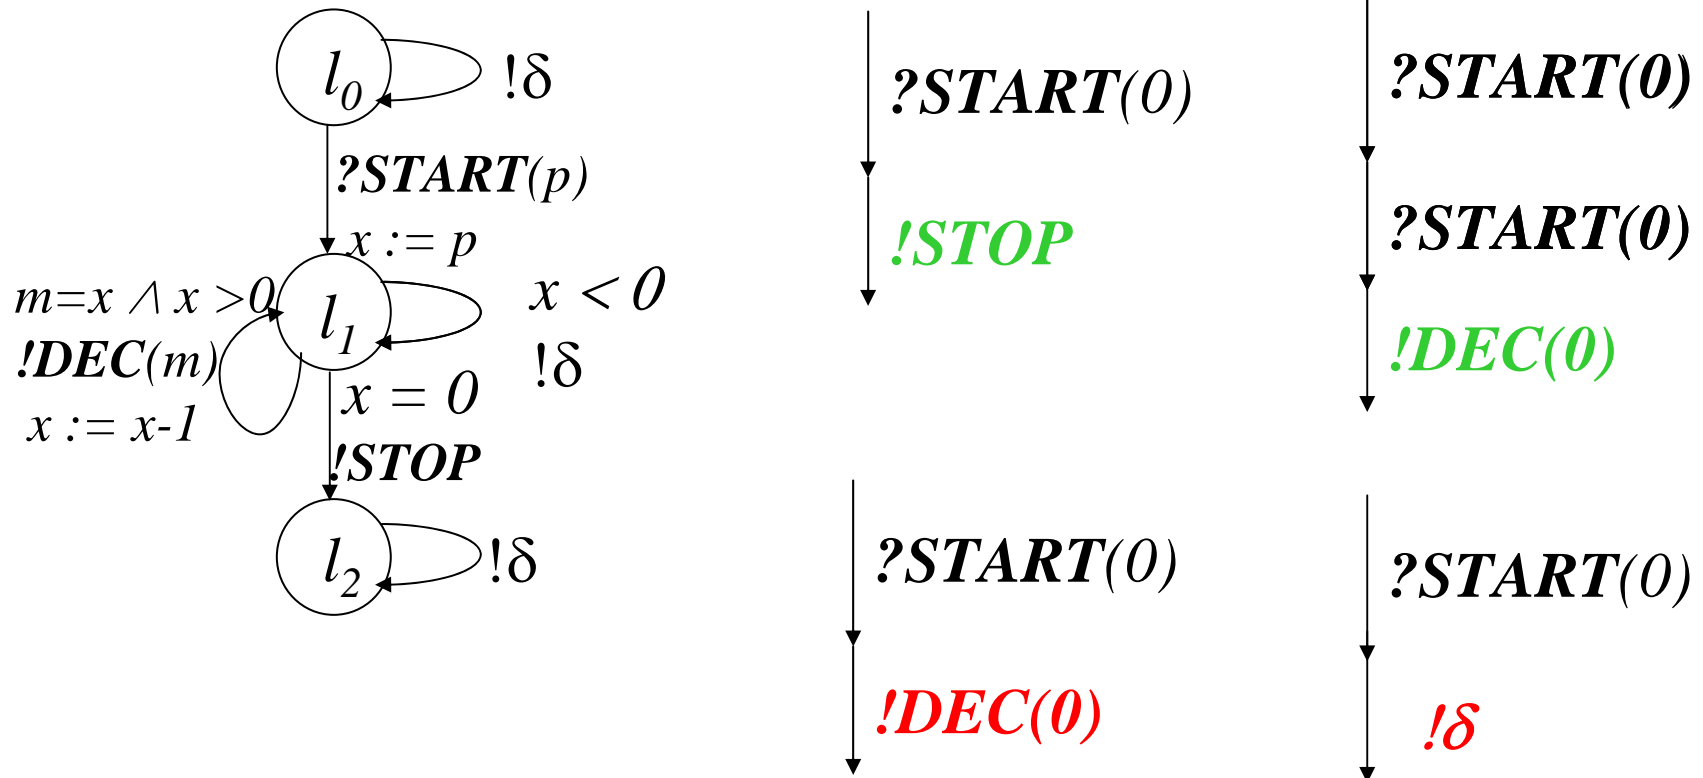 l0
!δ
?START(p)
x := p
m=x ∧ x >0
!DEC(m)
x := x-1
l1
x < 0
!δ
x = 0
!STOP
l2
!δ
?START(0)
!STOP
?START(0)
?START(0)
!DEC(0)
?START(0)
!DEC(0)
?START(0)
!δ